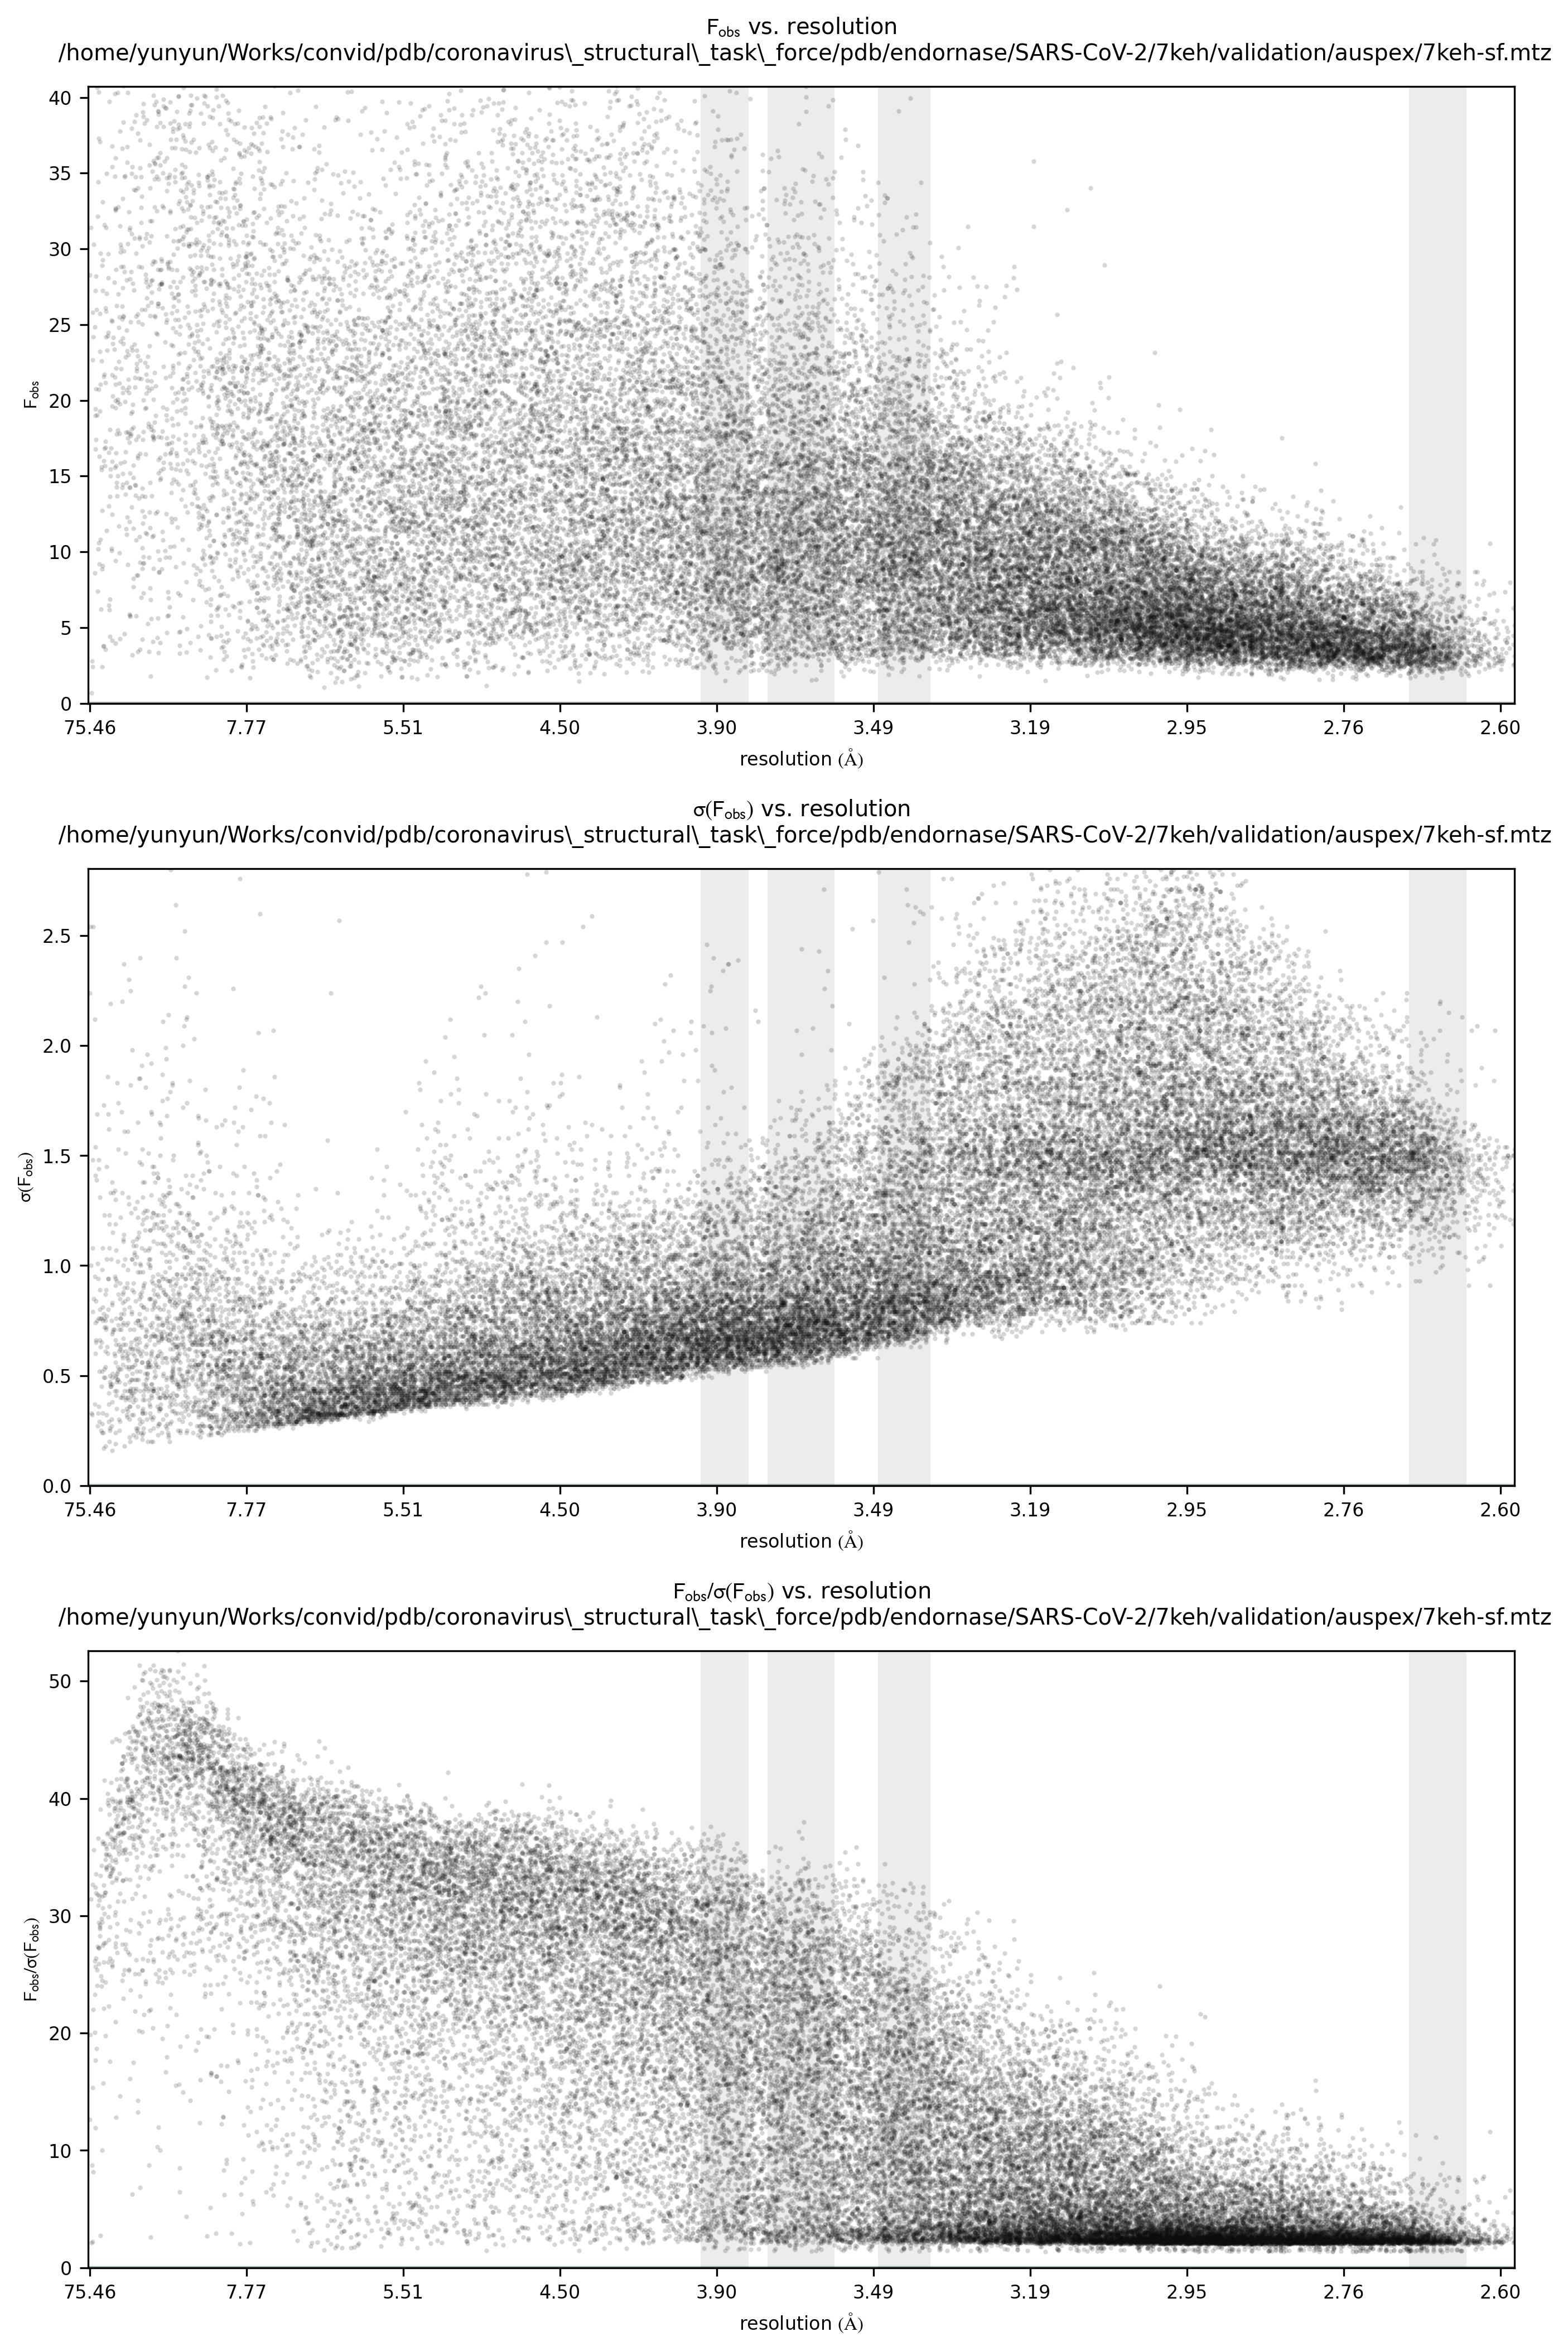 Fobs vs. resolution
/home/yunyun/Works/convid/pdb/coronavirus\_structural\_task\_force/pdb/endornase/SARS-CoV-2/7keh/validation/auspex/7keh-sf.mtz
40
35
30
25
20
15
10
5
0
Fobs
75.46 7.77 5.51 4.50 3.90 3.49 3.19 2.95 2.76 2.60
resolution (Å)
σ(Fobs) vs. resolution
/home/yunyun/Works/convid/pdb/coronavirus\_structural\_task\_force/pdb/endornase/SARS-CoV-2/7keh/validation/auspex/7keh-sf.mtz
2.5
2.0
1.5
1.0
0.5
0.0
σ(Fobs)
75.46 7.77 5.51 4.50 3.90 3.49 3.19 2.95 2.76 2.60
resolution (Å)
Fobs/σ(Fobs) vs. resolution
/home/yunyun/Works/convid/pdb/coronavirus\_structural\_task\_force/pdb/endornase/SARS-CoV-2/7keh/validation/auspex/7keh-sf.mtz
50
40
30
20
10
0
Fobs/σ(Fobs)
75.46 7.77 5.51 4.50 3.90 3.49 3.19 2.95 2.76 2.60
resolution (Å)